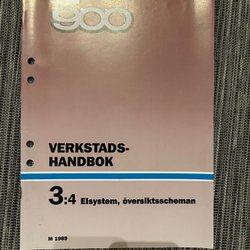 900
VERKSTADS-
HANDBOK
3:4 Elsystem, översiktsscheman
M 1989